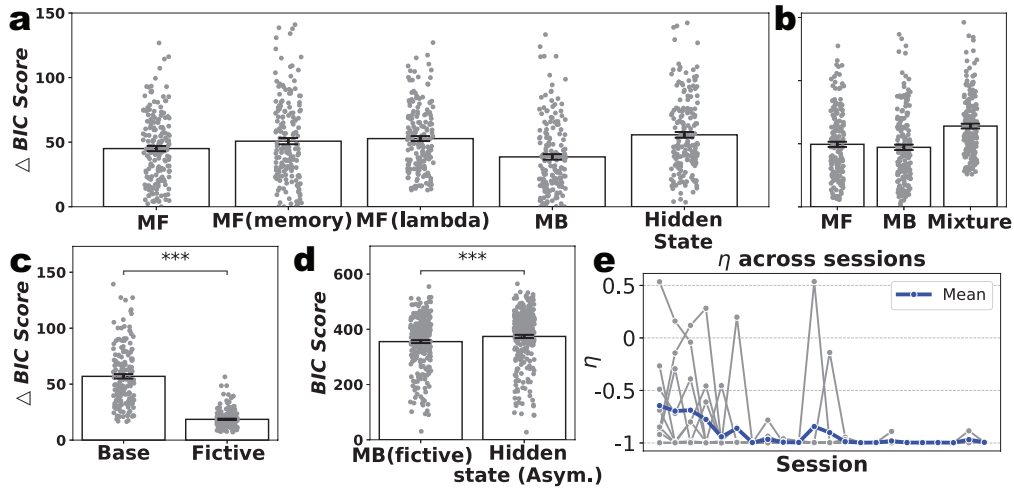 a
150
100
50
0
△ BIC Score
MF
MF(memory)
MF(lambda)
MB
Hidden
State
b
MF
MB
Mixture
c
150
100
50
0
△ BIC Score
***
Base
Fictive
d
600
400
200
0
BIC Score
***
MB(fictive)
Hidden
state (Asym.)
e
η across sessions
0.5
0
-0.5
-1
η
Mean
Session